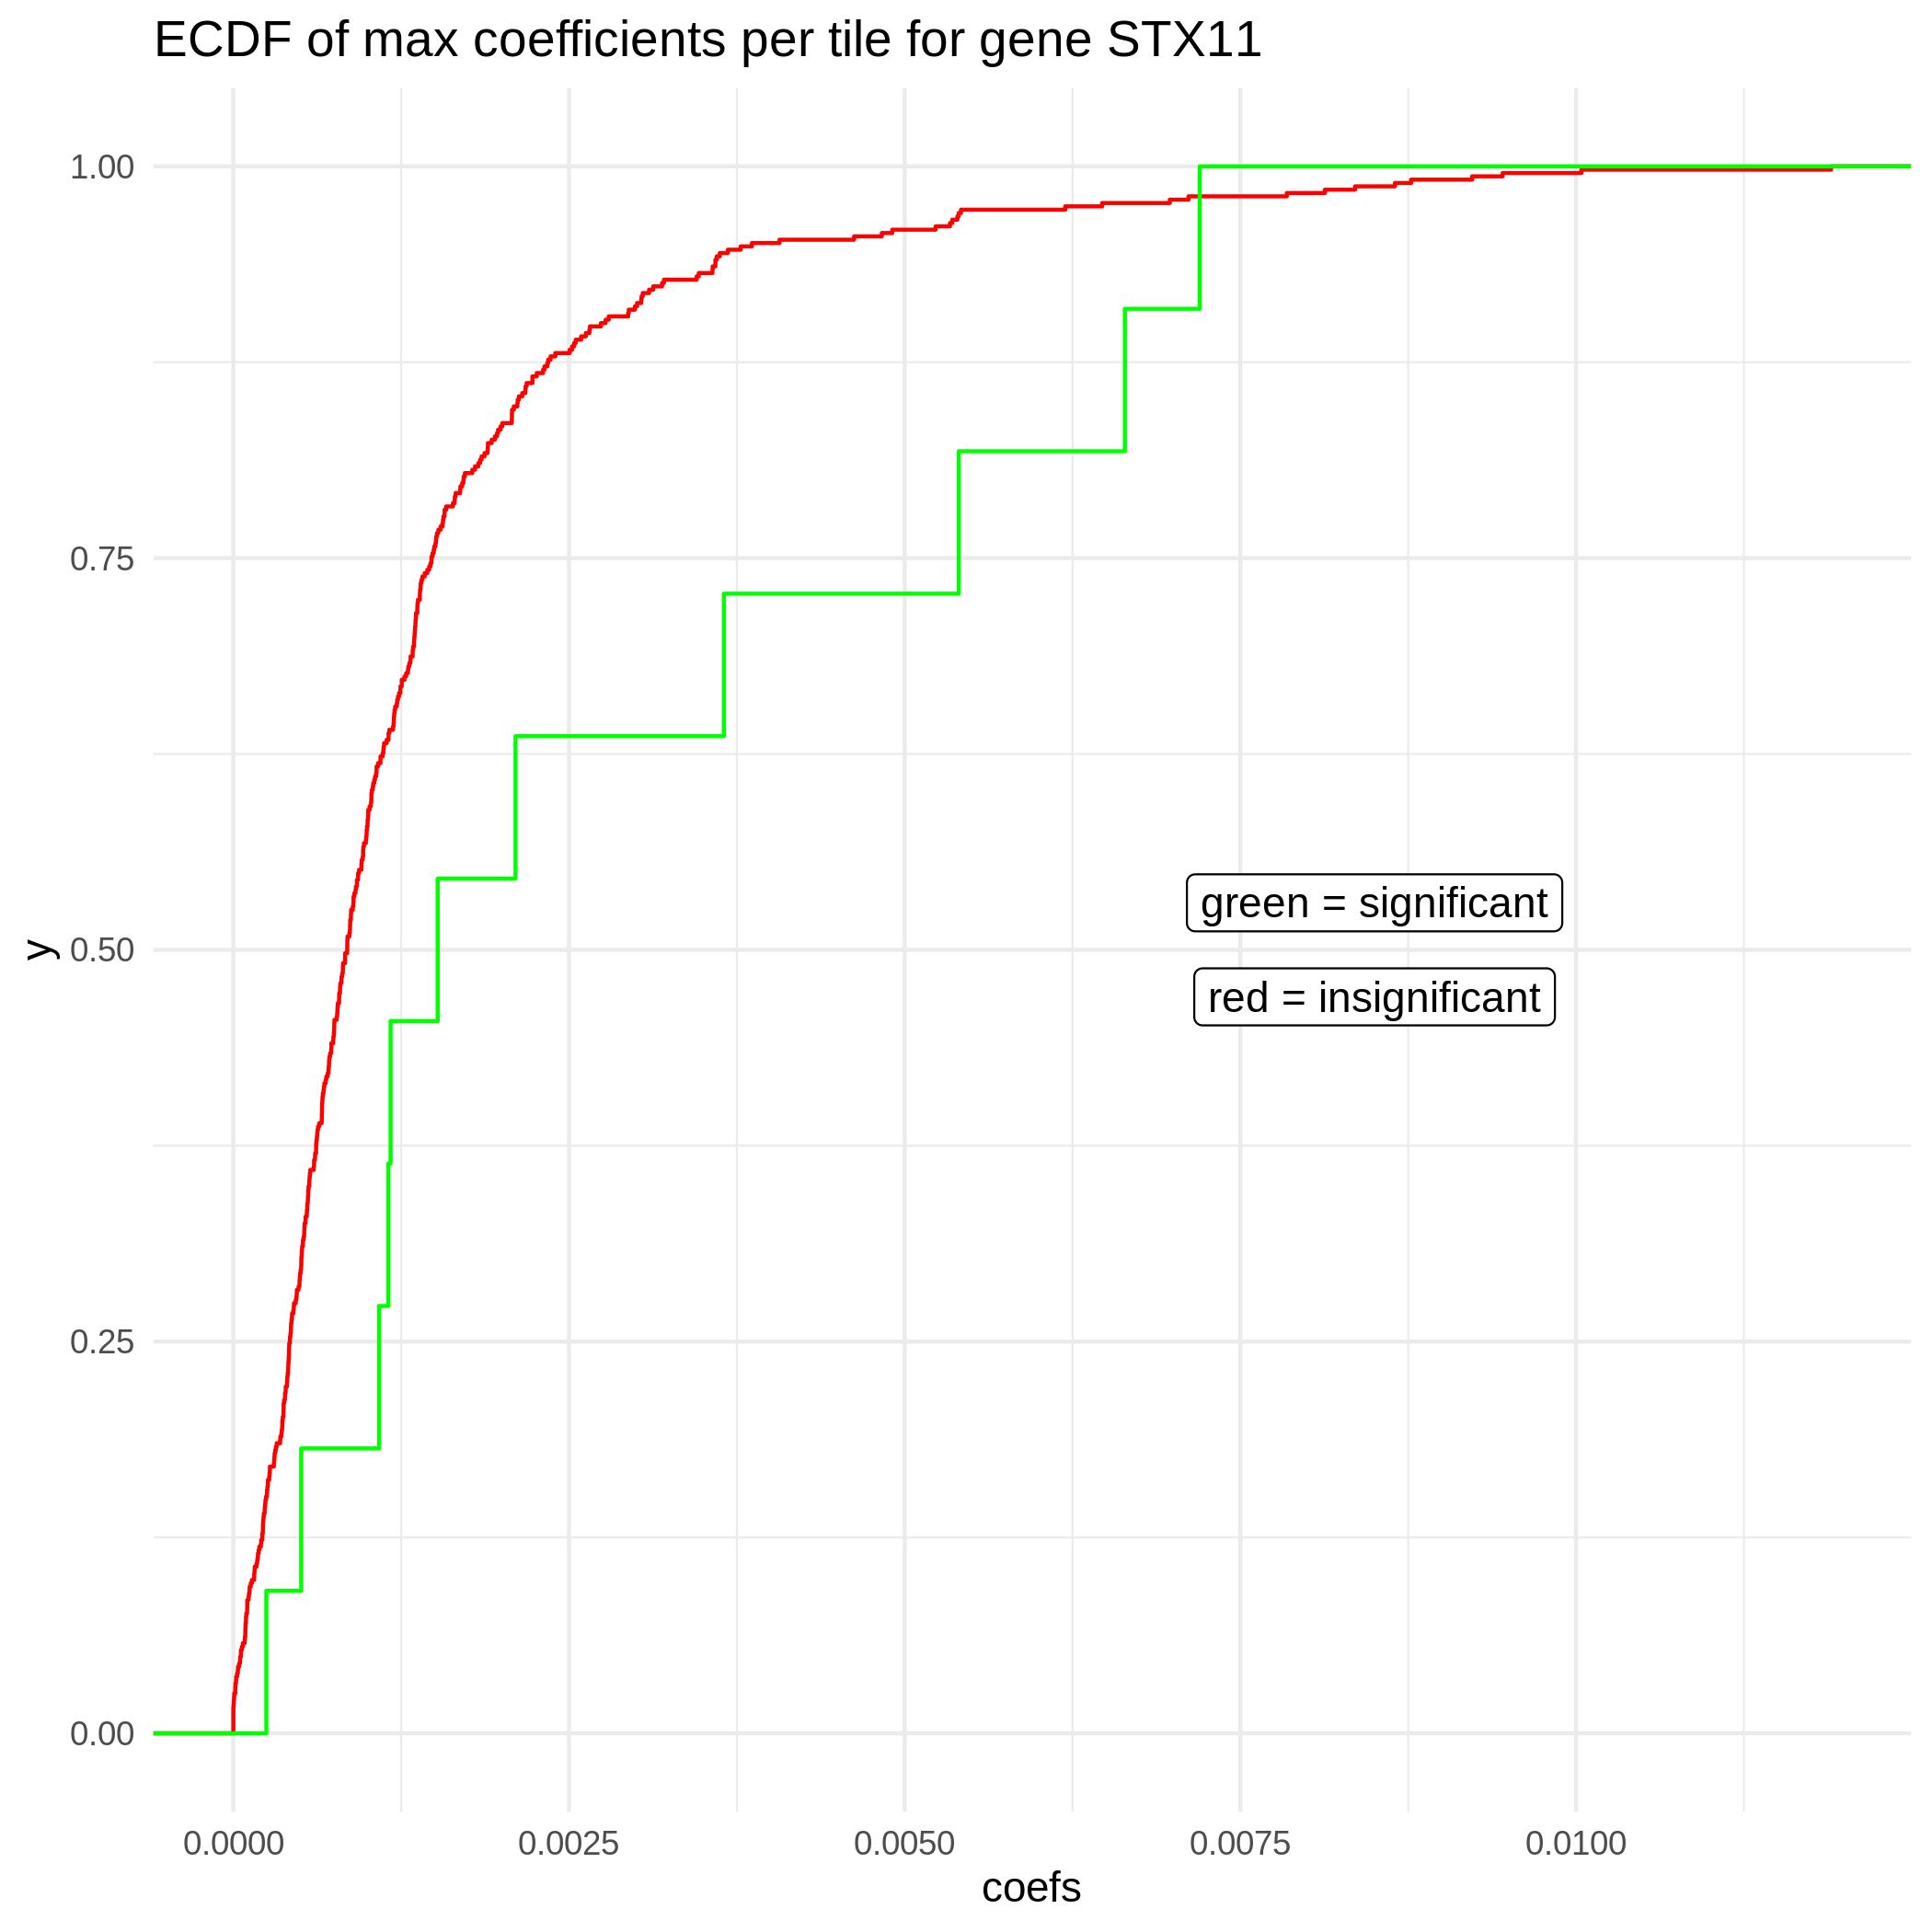 ECDF of max coefficients per tile for gene STX11
1.00
0.75
0.50
0.25
0.00
y
green = significant
red = insignificant
0.0000 0.0025 0.0050 0.0075 0.0100
coefs